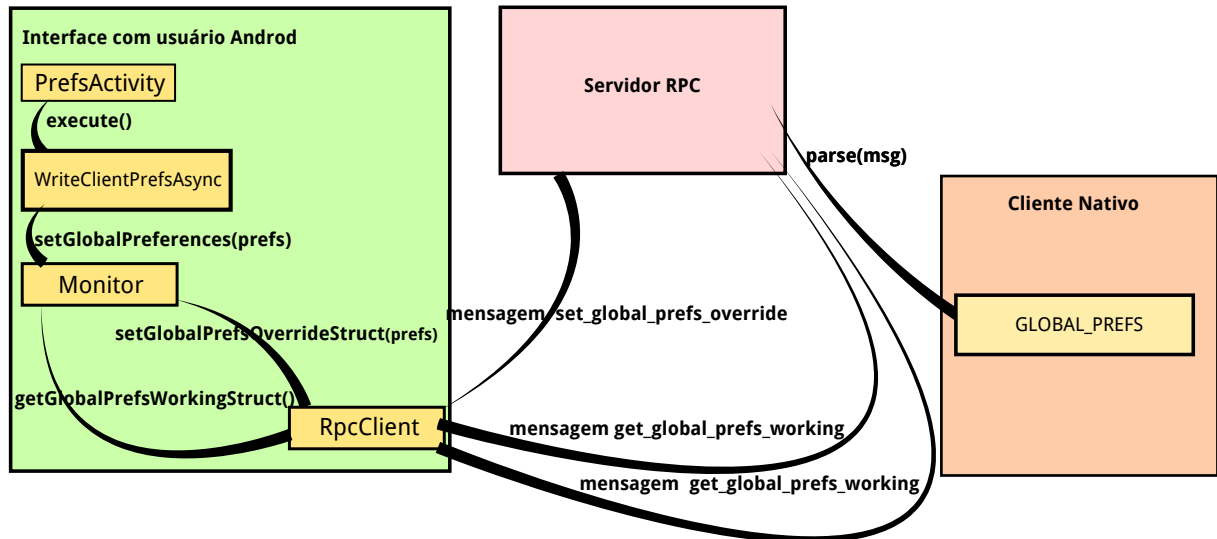 Interface com usuário Androd
PrefsActivity
execute()
WriteClientPrefsAsync
setGlobalPreferences(prefs)
Monitor
setGlobalPrefsOverrideStruct(prefs)
getGlobalPrefsWorkingStruct()
RpcClient
Servidor RPC
parse(msg)
mensagem set_global_prefs_override
mensagem get_global_prefs_working
mensagem get_global_prefs_working
Cliente Nativo
GLOBAL_PREFS